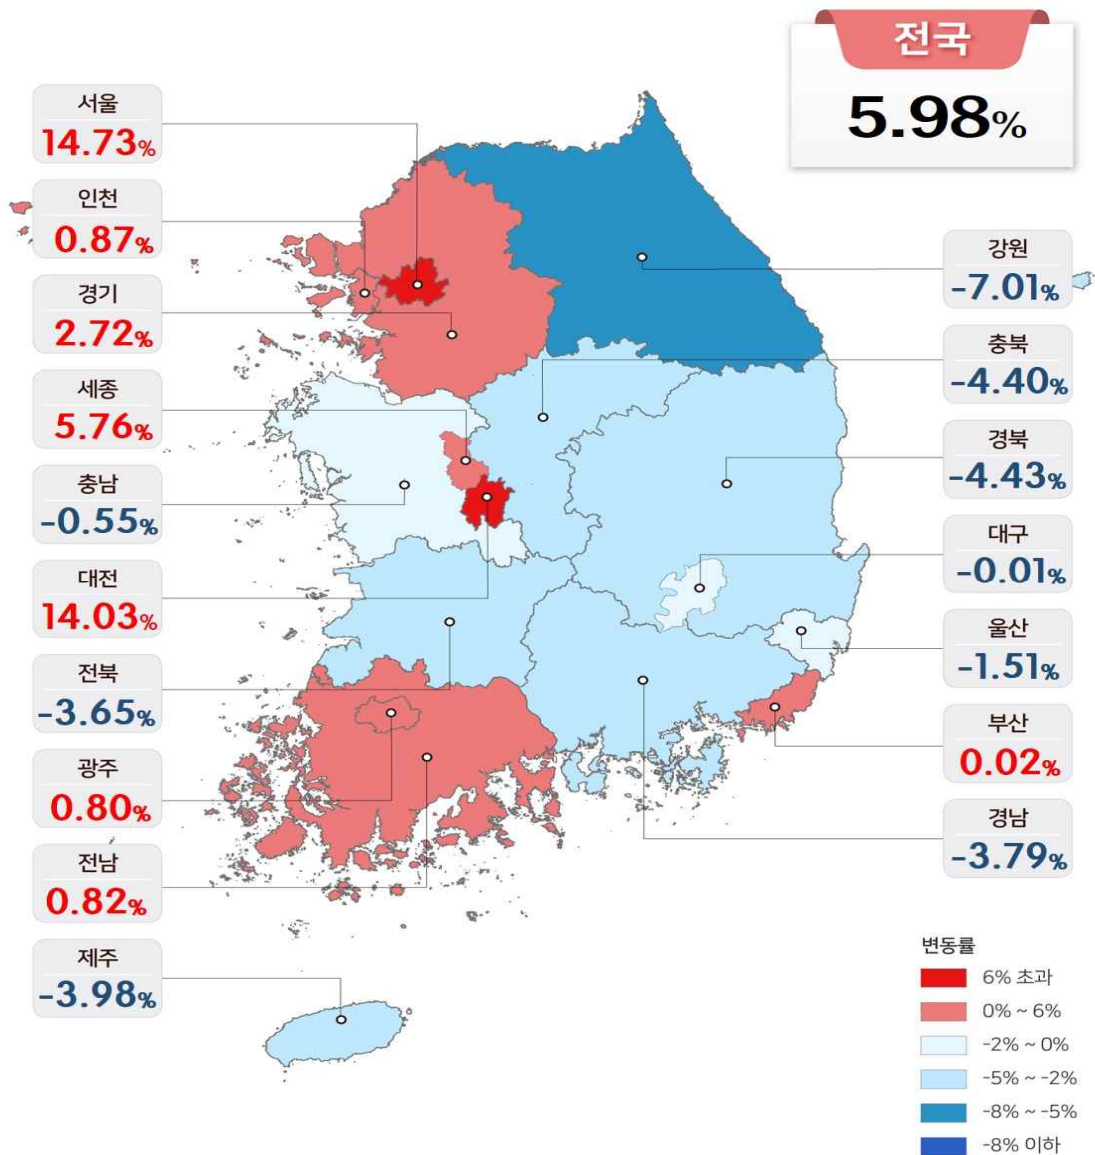 전국
5.98%
서울
14.73%
인천
0.87%
경기
2.72%
세종
5.76%
충남
-0.55%
대전
14.03%
전북
-3.65%
광주
0.80%
전남
0.82%
제주
-3.98%
강원
-7.01%
충북
-4.40%
경북
-4.43%
대구
-0.01%
울산
-1.51%
부산
0.02%
경남
-3.79%
변동률
6% 초과
0% ~ 6%
-2% ~ 0%
-5% ~ -2%
-8% ~ -5%
-8% 이하